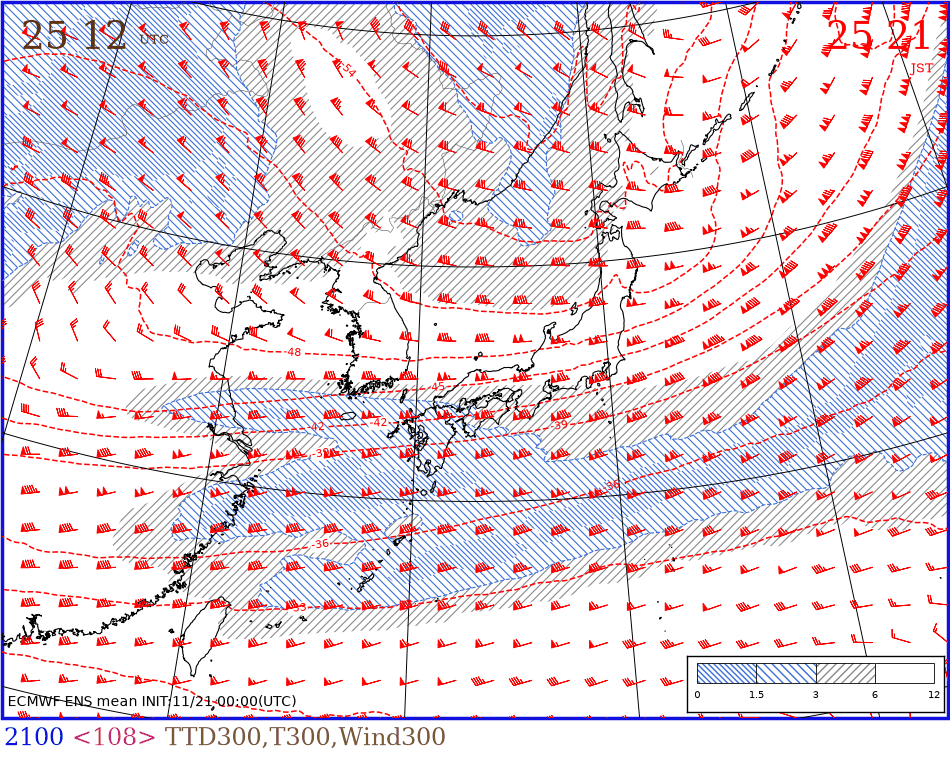 25 12 UTC
25 21
JST
-54
-48
-45
-42
-42
-39
-39
-36
-36
-33
ECMWF ENS mean INIT:11/21-00:00(UTC)
0 1.5 3 6 12
2100 <108> TTD300,T300,Wind300